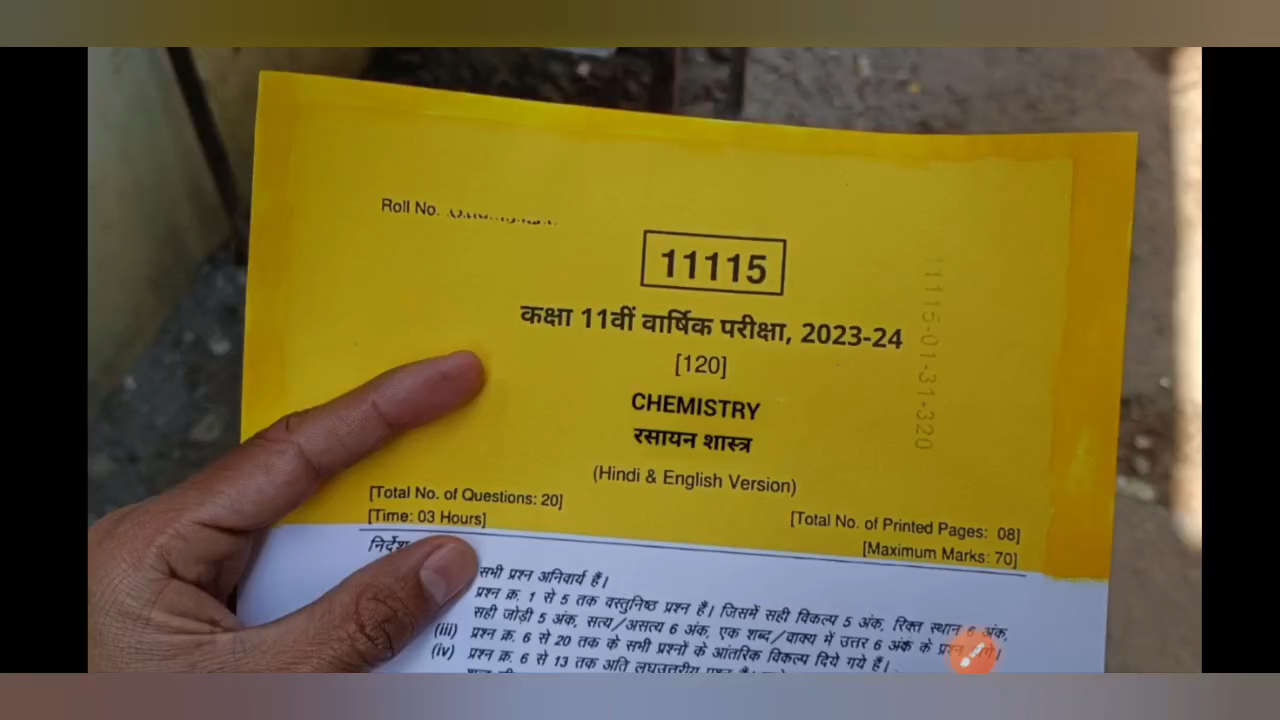 Roll No.
11115
कक्षा 11वीं वार्षिक परीक्षा, 2023-24
[120]
CHEMISTRY
रसायन शास्त्र
(Hindi & English Version)
11115-01-31-320
[Total No. of Questions: 20]
[Time: 03 Hours]
[Total No. of Printed Pages: 08]
[Maximum Marks: 70]
सभी प्रश्न अनिवार्य हैं।
प्रश्न क्र. 1 से 5 तक वस्तुनिष्ठ प्रश्न हैं। जिसमें सही विकल्प 5 अंक, रिक्त स्थान 6 अंक,
सही जोड़ी 5 अंक, सत्य/असत्य 6 अंक, एक शब्द/वाक्य में उत्तर 6 अंक के
(iii) प्रश्न क्र. 6 से 20 तक के सभी प्रश्नों के आंतरिक विकल्प दिये गये हैं।
(iv) प्रश्न क्र. 6 से 13 तक अति लघुउत्तरीय